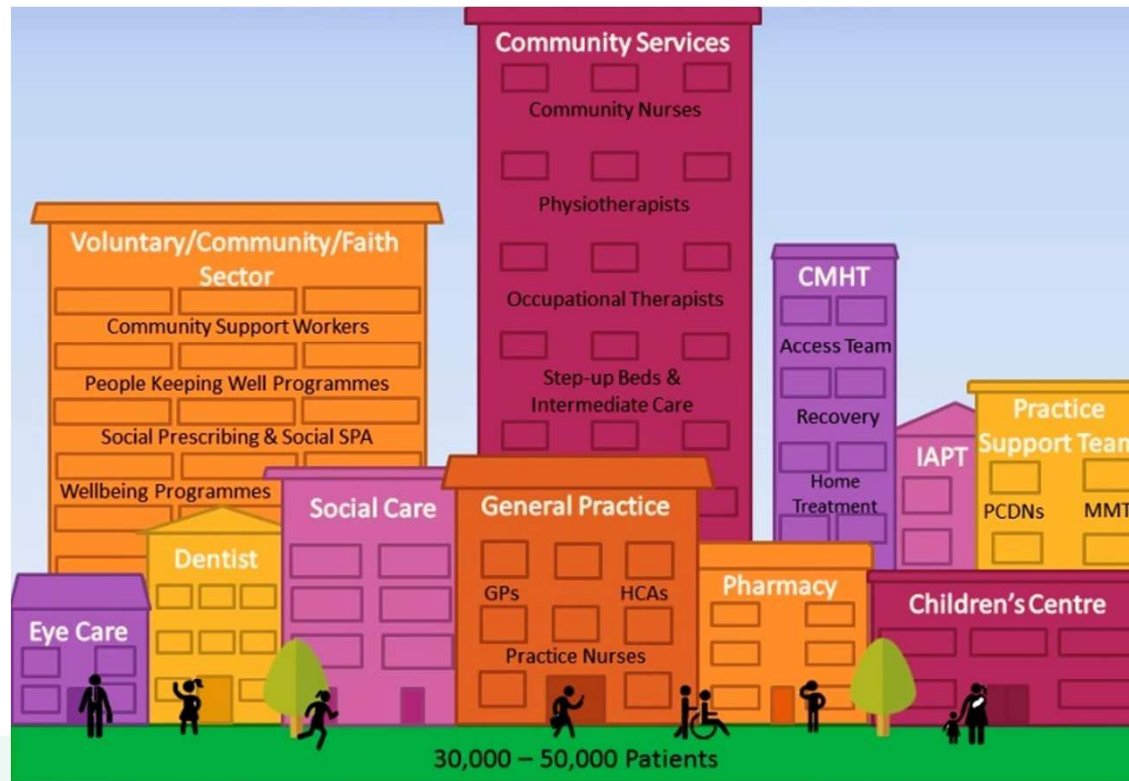 Community Services
Community Nurses
Physiotherapists
Occupational Therapists
Step-up Beds &
Intermediate Care
Voluntary/Community/Faith
Sector
Community Support Workers
People Keeping Well Programmes
Social Prescribing & Social SPA
Wellbeing Programmes
CMHT
Access Team
Recovery
Home
Treatment
IAPT
Practice
Support Team
PCDNs
MMT
Eye Care
Dentist
Social Care
General Practice
GPs
HCAs
Practice Nurses
Pharmacy
Children's Centre
30,000 – 50,000 Patients